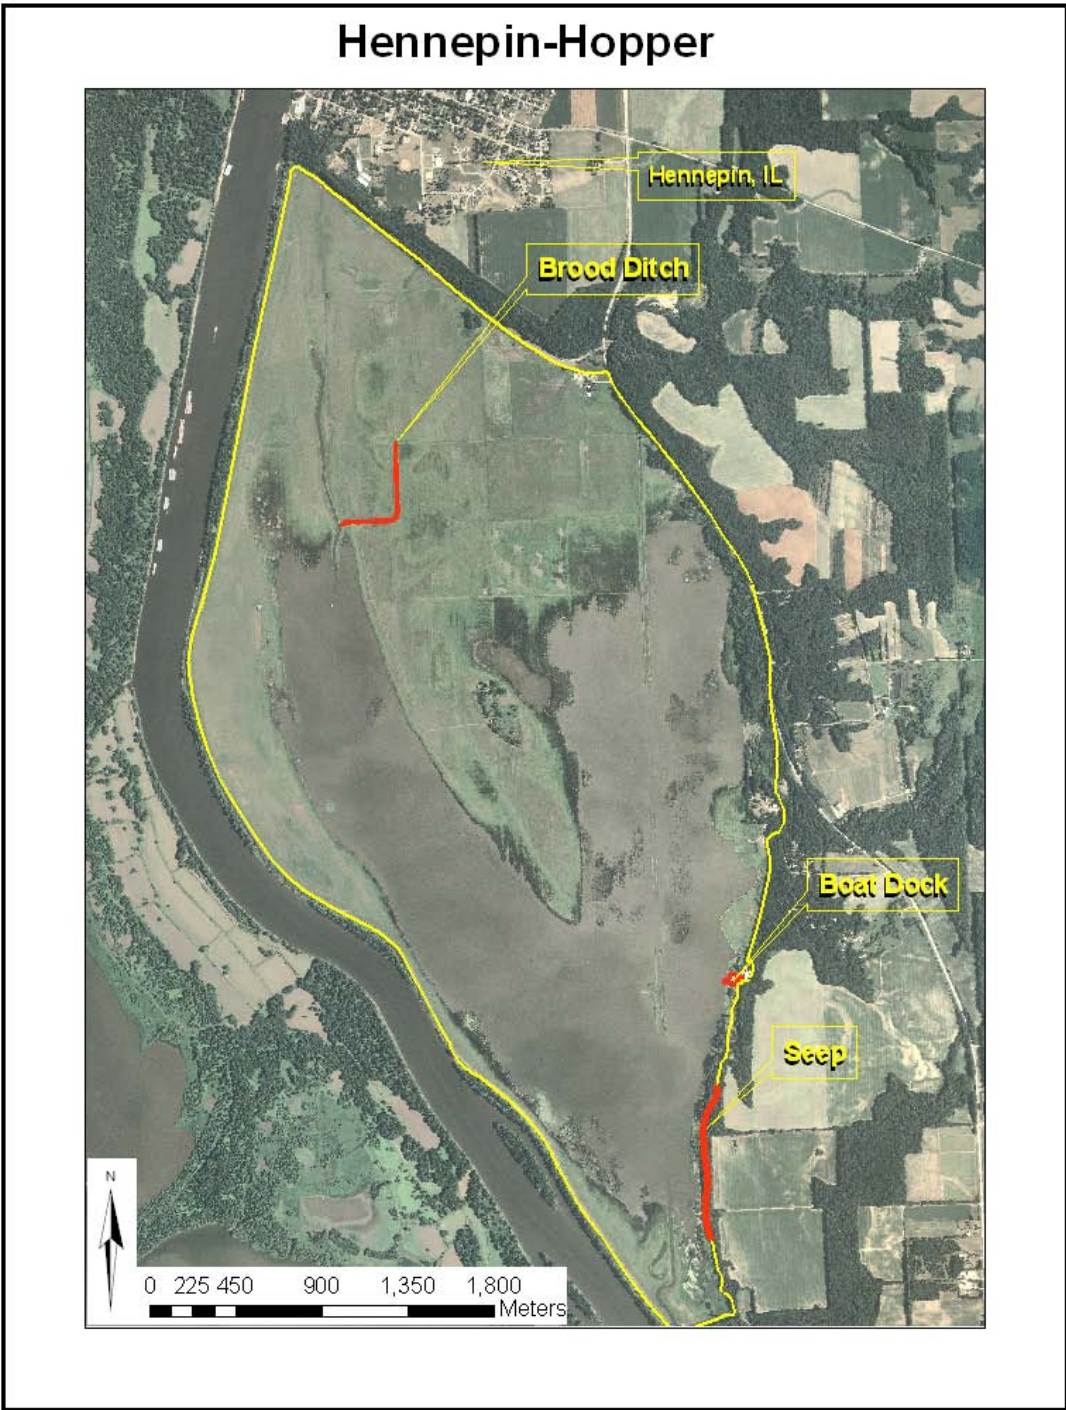 Hennepin-Hopper
Hennepin, IL
Brood Ditch
Boat Dock
Seep
N
0 225 450 900 1,350 1,800
Meters